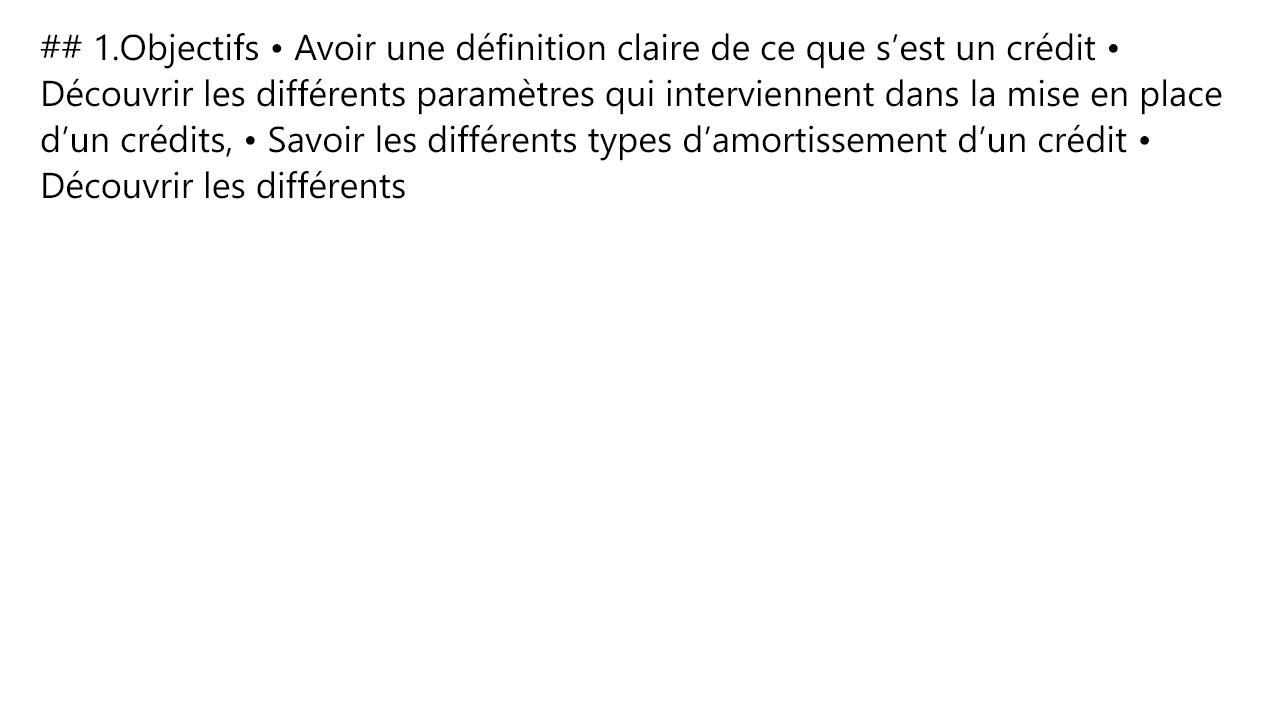 ## 1.Objectifs • Avoir une définition claire de ce que s’est un crédit •
Découvrir les différents paramètres qui interviennent dans la mise en place
d’un crédits, • Savoir les différents types d’amortissement d’un crédit •
Découvrir les différents